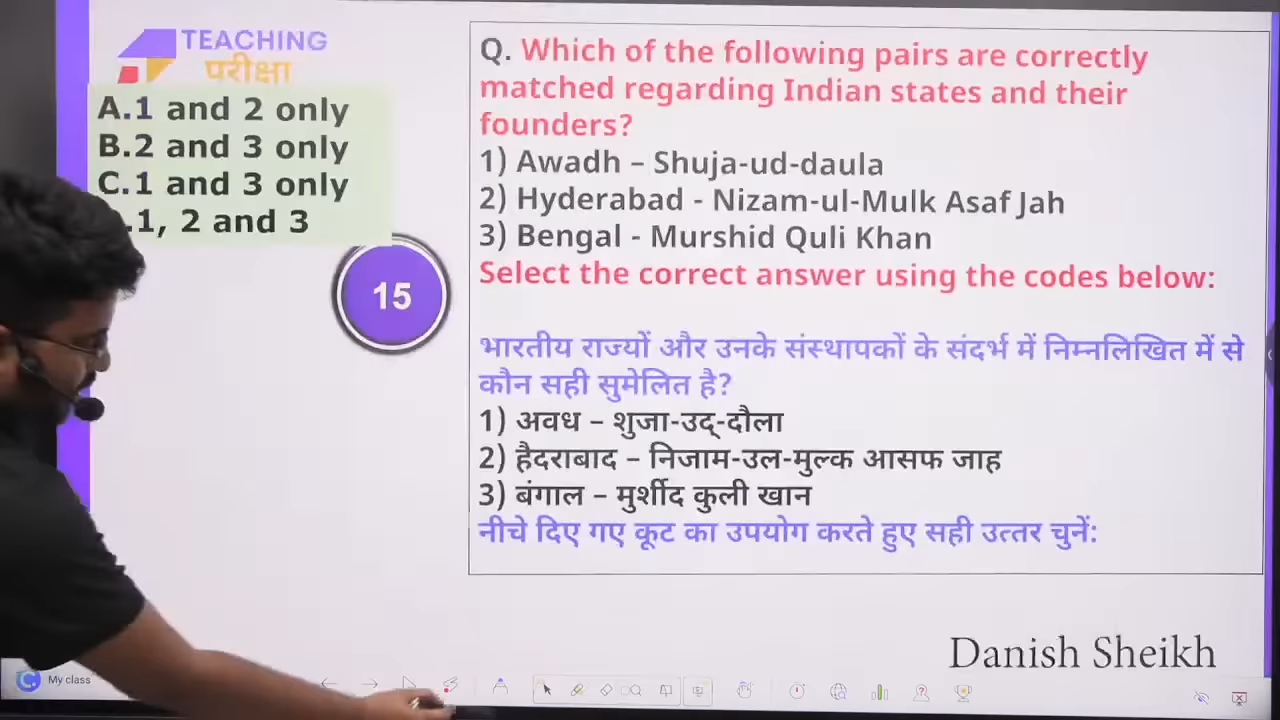 TEACHING
परीक्षा
A.1 and 2 only
B.2 and 3 only
C.1 and 3 only
.1, 2 and 3
15
Q. Which of the following pairs are correctly
matched regarding Indian states and their
founders?
1) Awadh – Shuja-ud-daula
2) Hyderabad - Nizam-ul-Mulk Asaf Jah
3) Bengal - Murshid Quli Khan
Select the correct answer using the codes below:
भारतीय राज्यों और उनके संस्थापकों के संदर्भ में निम्नलिखित में से
कौन सही सुमेलित है?
1) अवध – शुजा-उद्-दौला
2) हैदराबाद – निजाम-उल-मुल्क आसफ जाह
3) बंगाल – मुर्शीद कुली खान
नीचे दिए गए कूट का उपयोग करते हुए सही उत्तर चुनें:
Danish Sheikh
My class